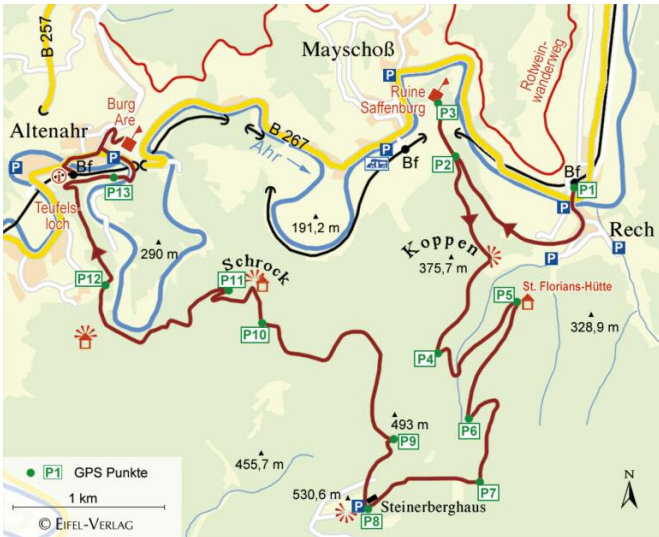 B 257
Mayschoß
Burg
Are
Altenahr
Ruine
Saffenburg
Rotwein-
wanderweg
P
P3
B 267
Ahr
P
P
P
Bf
P2
Bf
P1
P
Bf
P13
Teufels-
loch
191,2 m
Rech
P
P
290 m
Koppen
375,7 m
Schrock
P12
P11
P5
St. Florians-Hütte
328,9 m
P10
P4
493 m
P6
P9
455,7 m
P1 GPS Punkte
1 km
530,6 m
P7
N
Steinerberghaus
P
P8
© EIFEL-VERLAG